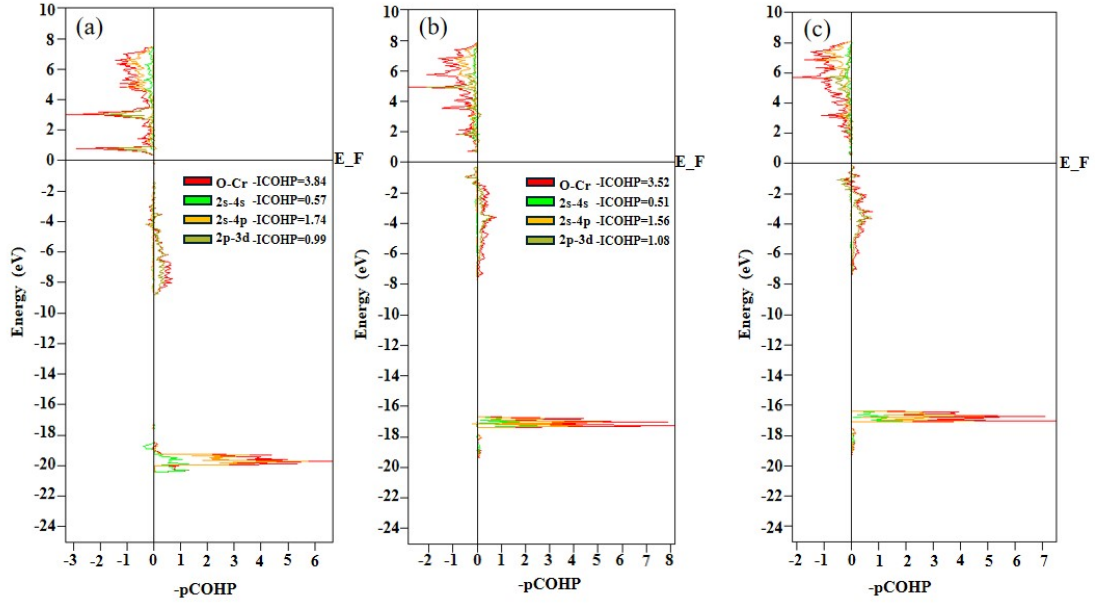 (a)
10
8
6
4
2
0
-2
-4
-6
-8
-10
-12
-14
-16
-18
-20
-22
-24
Energy (eV)
E_F
O-Cr -ICOHP=3.84
2s-4s -ICOHP=0.57
2s-4p -ICOHP=1.74
2p-3d -ICOHP=0.99
-3 -2 -1 0 1 2 3 4 5 6
-pCOHP
(b)
10
8
6
4
2
0
-2
-4
-6
-8
-10
-12
-14
-16
-18
-20
-22
-24
Energy (eV)
E_F
O-Cr -ICOHP=3.52
2s-4s -ICOHP=0.51
2s-4p -ICOHP=1.56
2p-3d -ICOHP=1.08
-2 -1 0 1 2 3 4 5 6 7 8
-pCOHP
(c)
10
8
6
4
2
0
-2
-4
-6
-8
-10
-12
-14
-16
-18
-20
-22
-24
Energy (eV)
E_F
-2 -1 0 1 2 3 4 5 6 7
-pCOHP